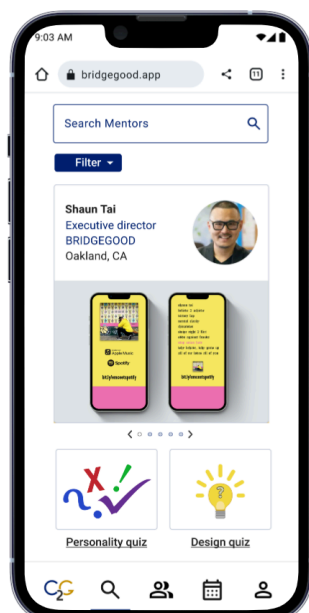 9:03 AM
bridgegood.app
11
Search Mentors
Filter
Shaun Tai
Executive director
BRIDGEGOOD
Oakland, CA
Apple Music
Spotify
Personality quiz
Design quiz
C2G